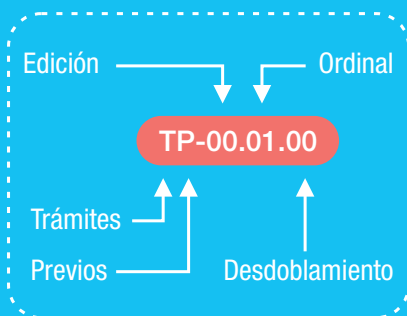 Edición Ordinal
TP-00.01.00
Trámites
Previos Desdoblamiento